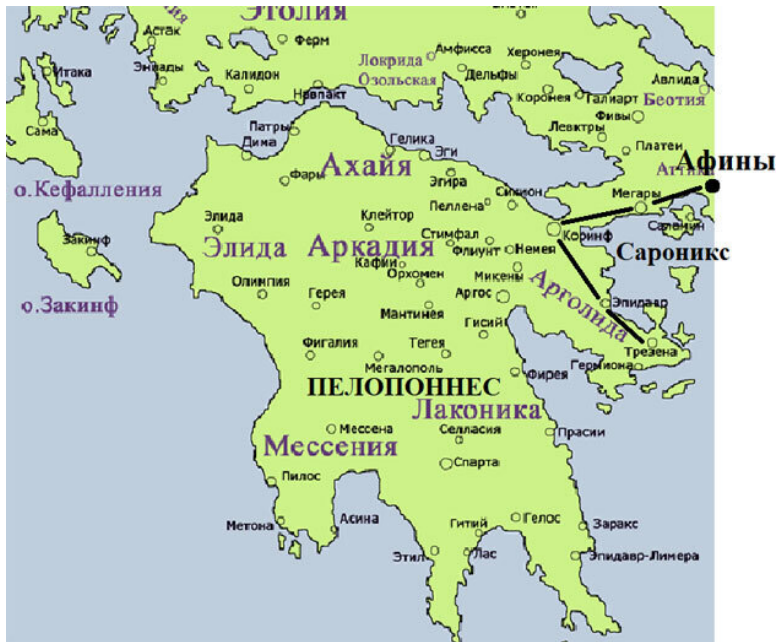 Этолия
Астак
Ферм
Амфисса
Херонея
Локрида
Озольская
Итака
Эниады
Калидон
Навпакт
Дельфы
Коронея
Галиарт
Авлида
Беотия
Фивы
Сама
Патры
Дима
Гелика
Эги
Левктры
Платеи
Афины
Аттика
Ахайя
о.Кефалления
Фары
Эгира
Мегары
Пеллена
Сикион
Саламин
Элида
Клейтор
Закинф
Элида
Аркадия
Стимфал
Флиунт
Немея
Коринф
Сароникс
Кафии
Орхомен
Микены
Олимпия
Герея
Аргос
Арголида
Эпидавр
о.Закинф
Мантинея
Гисий
Фигалия
Тегея
Трезена
Мегалополь
Гермиона
Фирея
ПЕЛОПОННЕС
Лаконика
Мессена
Селласия
Прасии
Мессения
Спарта
Пилос
Метона
Асина
Гитий
Гелос
Заракс
Этил
Лас
Эпидавр-Лимера